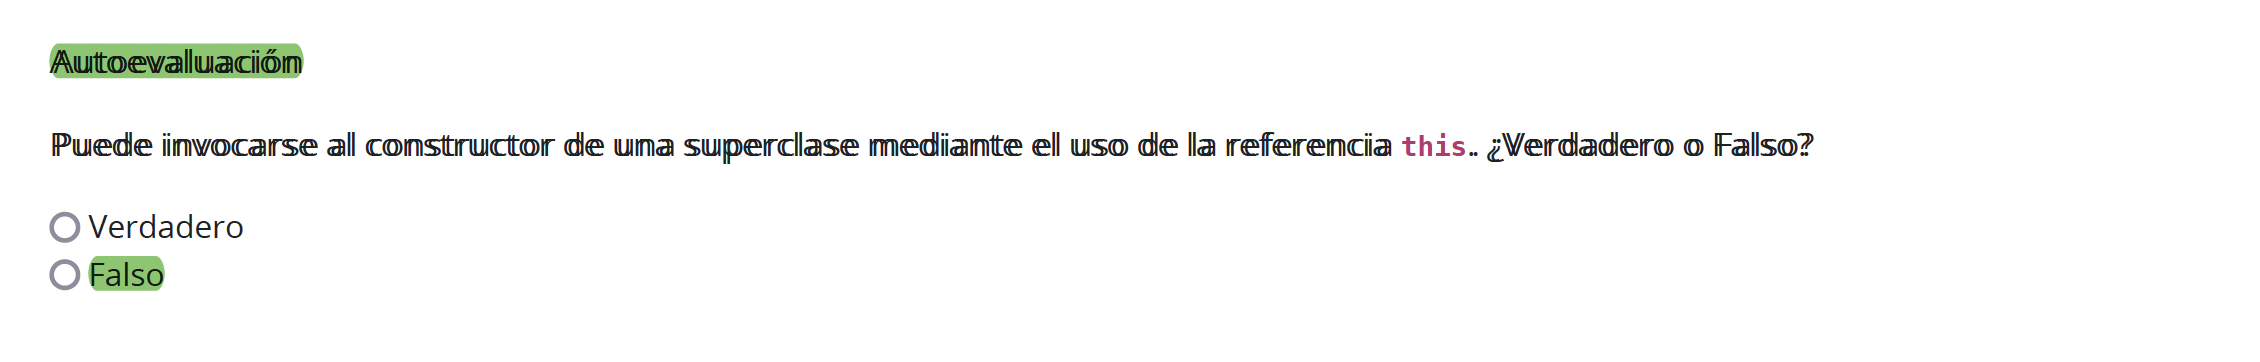 Autoevaluación
Puede invocarse al constructor de una superclase mediante el uso de la referencia this. ¿Verdadero o Falso?
Verdadero
Falso